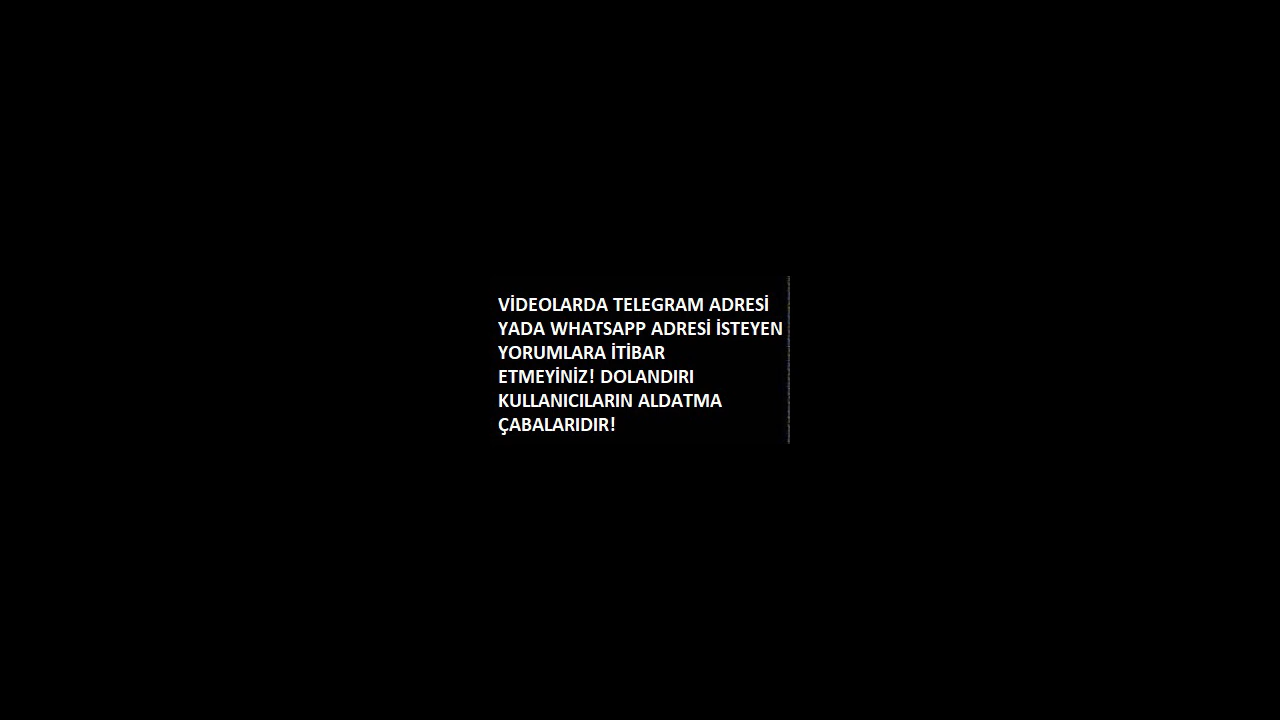 VİDEOLARDA TELEGRAM ADRESİ
YADA WHATSAPP ADRESİ İSTEYEN
YORUMLARA İTİBAR
ETMEYİNİZ! DOLANDIRI
KULLANICILARIN ALDATMA
ÇABALARIDIR!